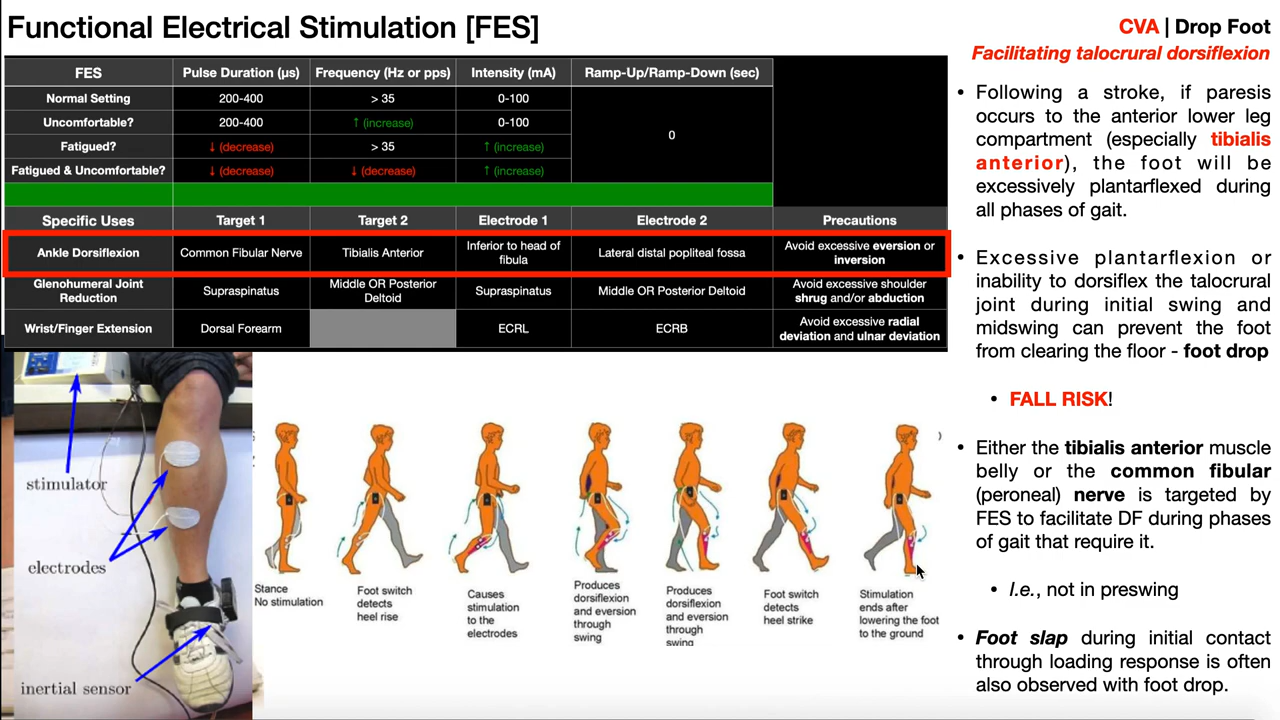 Functional Electrical Stimulation [FES]
FES Pulse Duration (µs) Frequency (Hz or pps) Intensity (mA) Ramp-Up/Ramp-Down (sec)
Normal Setting 200-400 > 35 0-100 0
Uncomfortable? 200-400 ↑ (increase) 0-100
Fatigued? ↓ (decrease) > 35 ↑ (increase)
Fatigued & Uncomfortable? ↓ (decrease) ↓ (decrease) ↑ (increase)
Specific Uses Target 1 Target 2 Electrode 1 Electrode 2 Precautions
Ankle Dorsiflexion Common Fibular Nerve Tibialis Anterior Inferior to head of fibula Lateral distal popliteal fossa Avoid excessive eversion or inversion
Glenohumeral Joint Reduction Supraspinatus Middle OR Posterior Deltoid Supraspinatus Middle OR Posterior Deltoid Avoid excessive shoulder shrug and/or abduction
Wrist/Finger Extension Dorsal Forearm ECRL ECRB Avoid excessive radial deviation and ulnar deviation
stimulator
electrodes
inertial sensor
Stance
No stimulation
Foot switch
detects
heel rise
Causes
stimulation
to the
electrodes
Produces
dorsiflexion
and eversion
through
swing
Produces
dorsiflexion
and eversion
through
swing
Foot switch
detects
heel strike
Stimulation
ends after
lowering the foot
to the ground
CVA | Drop Foot
Facilitating talocrural dorsiflexion
• Following a stroke, if paresis
occurs to the anterior lower leg
compartment (especially tibialis
anterior), the foot will be
excessively plantarflexed during
all phases of gait.
• Excessive plantarflexion or
inability to dorsiflex the talocrural
joint during initial swing and
midswing can prevent the foot
from clearing the floor - foot drop
• FALL RISK!
• Either the tibialis anterior muscle
belly or the common fibular
(peroneal) nerve is targeted by
FES to facilitate DF during phases
of gait that require it.
• I.e., not in preswing
• Foot slap during initial contact
through loading response is often
also observed with foot drop.